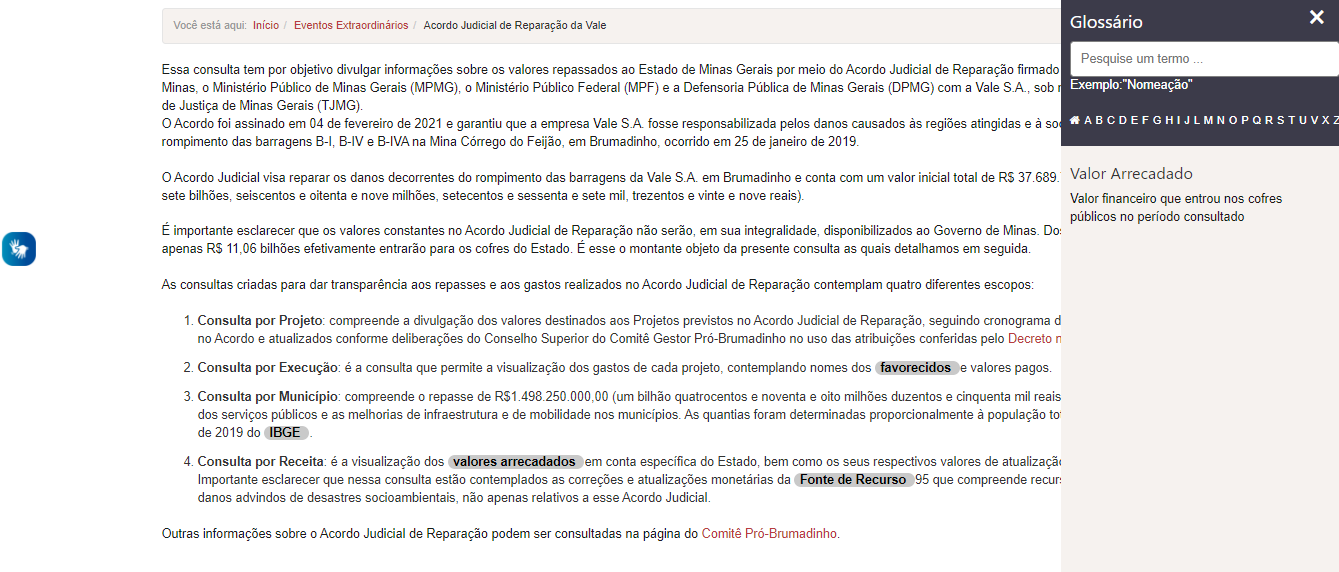 Você está aqui: Início / Eventos Extraordinários / Acordo Judicial de Reparação da Vale
Essa consulta tem por objetivo divulgar informações sobre os valores repassados ao Estado de Minas Gerais por meio do Acordo Judicial de Reparação firmado
Minas, o Ministério Público de Minas Gerais (MPMG), o Ministério Público Federal (MPF) e a Defensoria Pública de Minas Gerais (DPMG) com a Vale S.A., sob
de Justiça de Minas Gerais (TJMG).
O Acordo foi assinado em 04 de fevereiro de 2021 e garantiu que a empresa Vale S.A. fosse responsabilizada pelos danos causados às regiões atingidas e à
rompimento das barragens B-I, B-IV e B-IVA na Mina Córrego do Feijão, em Brumadinho, ocorrido em 25 de janeiro de 2019.
O Acordo Judicial visa reparar os danos decorrentes do rompimento das barragens da Vale S.A. em Brumadinho e conta com um valor inicial total de R$ 37.689.
sete bilhões, seiscentos e oitenta e nove milhões, setecentos e sessenta e sete mil, trezentos e vinte e nove reais).
É importante esclarecer que os valores constantes no Acordo Judicial de Reparação não serão, em sua integralidade, disponibilizados ao Governo de Minas.
apenas R$ 11,06 bilhões efetivamente entrarão para os cofres do Estado. É esse o montante objeto da presente consulta as quais detalhamos em seguida.
As consultas criadas para dar transparência aos repasses e aos gastos realizados no Acordo Judicial de Reparação contemplam quatro diferentes escopos:
1. Consulta por Projeto: compreende a divulgação dos valores destinados aos Projetos previstos no Acordo Judicial de Reparação, seguindo cronograma
no Acordo e atualizados conforme deliberações do Conselho Superior do Comitê Gestor Pró-Brumadinho no uso das atribuições conferidas pelo Decreto
2. Consulta por Execução: é a consulta que permite a visualização dos gastos de cada projeto, contemplando nomes dos favorecidos e valores pagos.
3. Consulta por Município: compreende o repasse de R$1.498.250.000,00 (um bilhão quatrocentos e noventa e oito milhões duzentos e cinquenta mil reais
dos serviços públicos e as melhorias de infraestrutura e de mobilidade nos municípios. As quantias foram determinadas proporcionalmente à população
de 2019 do IBGE .
4. Consulta por Receita: é a visualização dos valores arrecadados em conta específica do Estado, bem como os seus respectivos valores de
Importante esclarecer que nessa consulta estão contemplados as correções e atualizações monetárias da Fonte de Recurso 95 que compreende
danos advindos de desastres socioambientais, não apenas relativos a esse Acordo Judicial.
Outras informações sobre o Acordo Judicial de Reparação podem ser consultadas na página do Comitê Pró-Brumadinho.
Glossário ×
Pesquise um termo ...
Exemplo:"Nomeação"
A B C D E F G H I J L M N O P Q R S T U V X Z
Valor Arrecadado
Valor financeiro que entrou nos cofres
públicos no período consultado